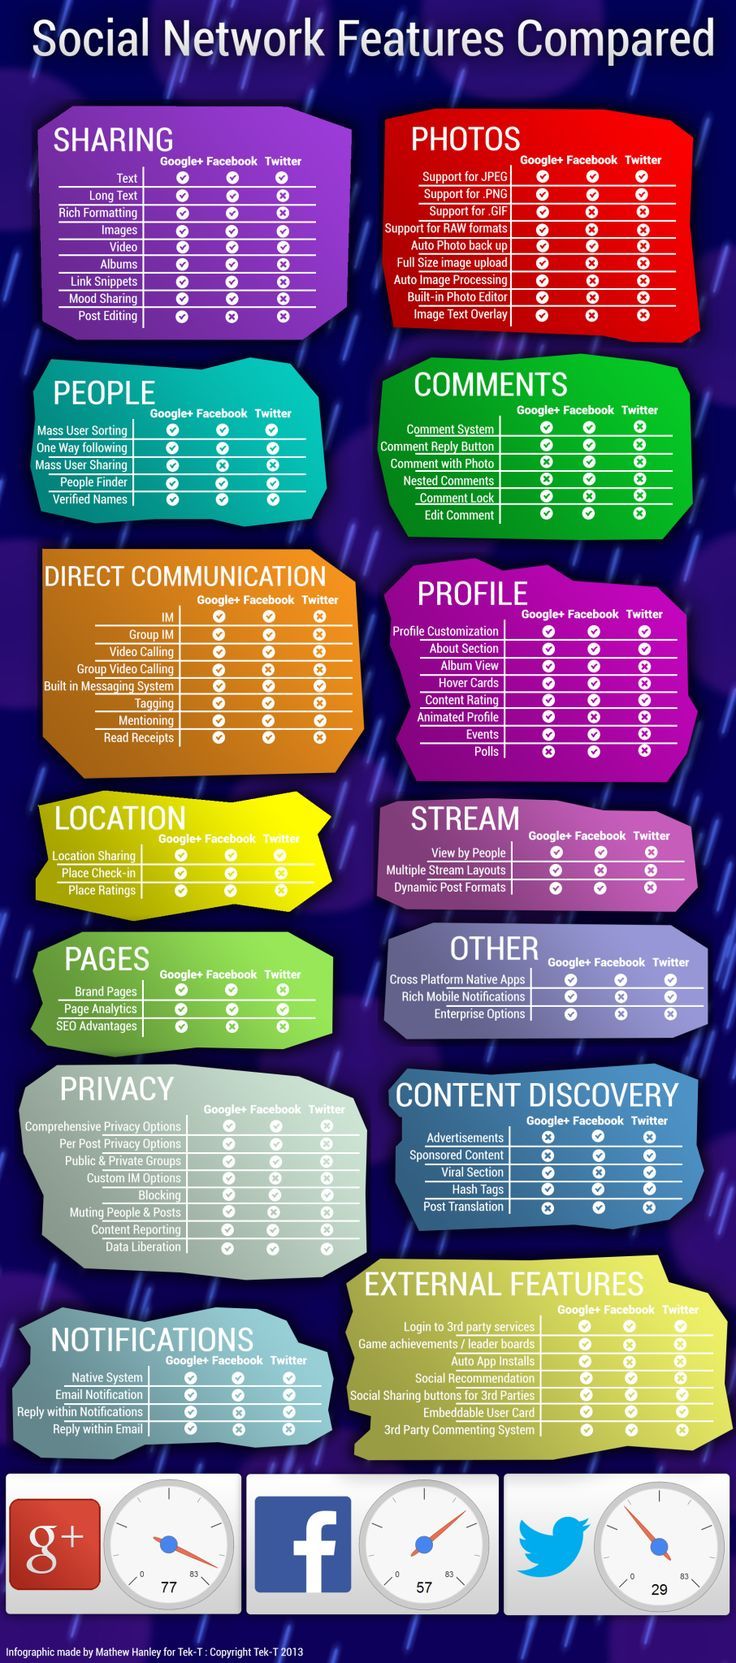 Social Network Features Compared
SHARING
Google+ Facebook Twitter
Text
Long Text
Rich Formatting
Images
Video
Albums
Link Snippets
Mood Sharing
Post Editing
PHOTOS
Google+ Facebook Twitter
Support for JPEG
Support for .PNG
Support for .GIF
Support for RAW formats
Auto Photo back up
Full Size image upload
Auto Image Processing
Built-in Photo Editor
Image Text Overlay
PEOPLE
Google+ Facebook Twitter
Mass User Sorting
One Way following
Mass User Sharing
People Finder
Verified Names
COMMENTS
Google+ Facebook Twitter
Comment System
Comment Reply Button
Comment with Photo
Nested Comments
Comment Lock
Edit Comment
DIRECT COMMUNICATION
Google+ Facebook Twitter
IM
Group IM
Video Calling
Group Video Calling
Built in Messaging System
Tagging
Mentioning
Read Receipts
PROFILE
Google+ Facebook Twitter
Profile Customization
About Section
Album View
Hover Cards
Content Rating
Animated Profile
Events
Polls
LOCATION
Google+ Facebook Twitter
Location Sharing
Place Check-in
Place Ratings
STREAM
Google+ Facebook Twitter
View by People
Multiple Stream Layouts
Dynamic Post Formats
PAGES
Google+ Facebook Twitter
Brand Pages
Page Analytics
SEO Advantages
OTHER
Google+ Facebook Twitter
Cross Platform Native Apps
Rich Mobile Notifications
Enterprise Options
PRIVACY
Google+ Facebook Twitter
Comprehensive Privacy Options
Per Post Privacy Options
Public & Private Groups
Custom IM Options
Blocking
Muting People & Posts
Content Reporting
Data Liberation
CONTENT DISCOVERY
Google+ Facebook Twitter
Advertisements
Sponsored Content
Viral Section
Hash Tags
Post Translation
NOTIFICATIONS
Google+ Facebook Twitter
Native System
Email Notification
Reply within Notifications
Reply within Email
EXTERNAL FEATURES
Google+ Facebook Twitter
Login to 3rd party services
Game achievements / leader boards
Auto App Installs
Social Recommendation
Social Sharing buttons for 3rd Parties
Embeddable User Card
3rd Party Commenting System
g+
0 83
77
f
0 83
57
0 83
29
Infographic made by Mathew Hanley for Tek-T : Copyright Tek-T 2013